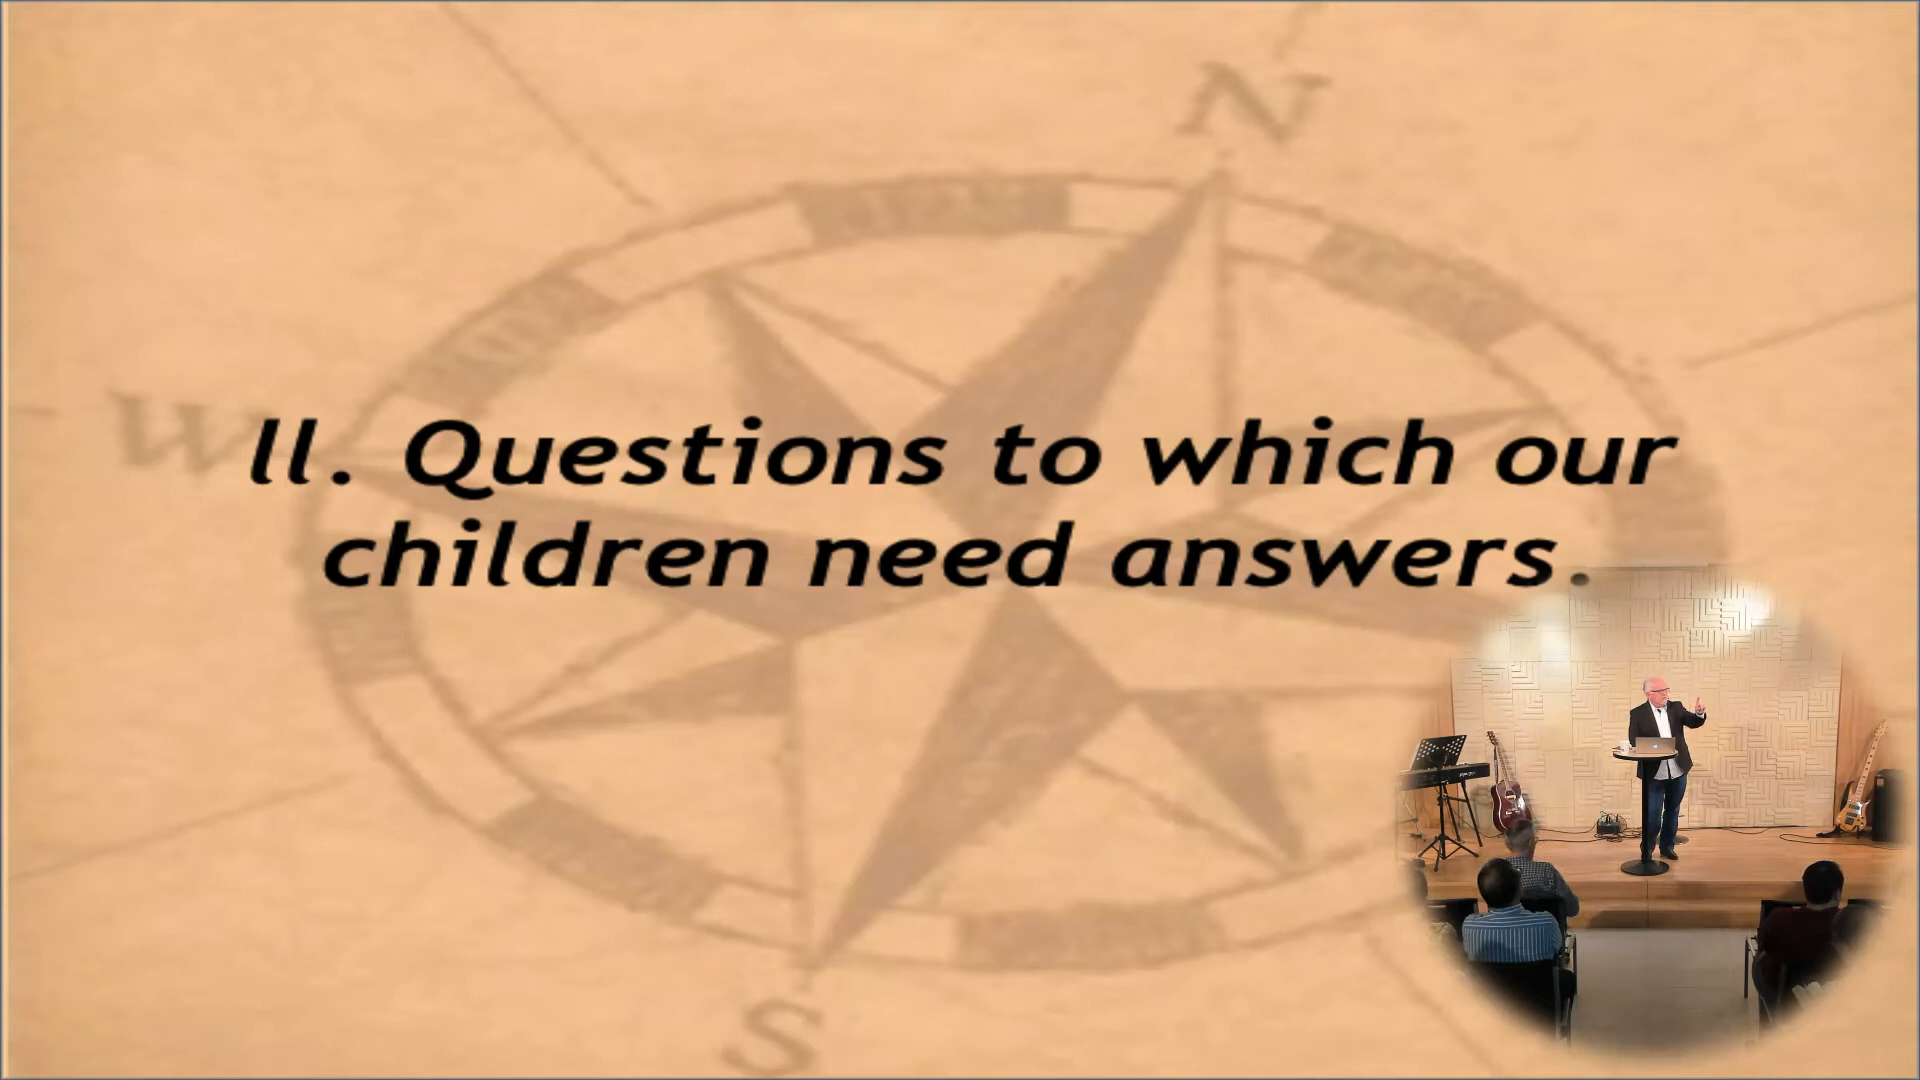 N
W
II. Questions to which our
children need answers.
S